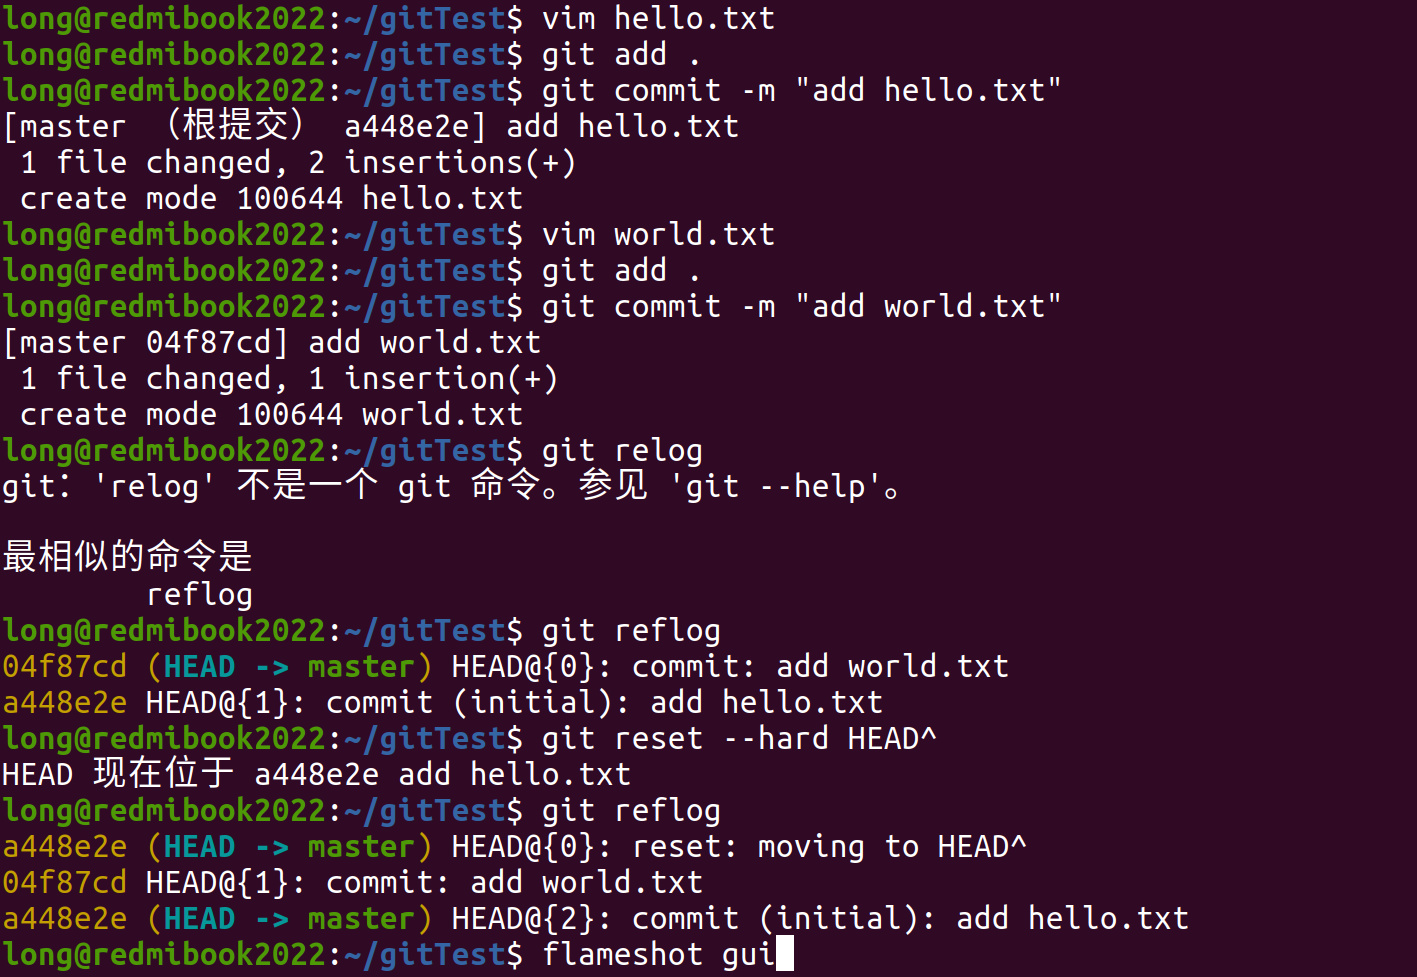 long@redmibook2022:~/gitTest$ vim hello.txt
long@redmibook2022:~/gitTest$ git add .
long@redmibook2022:~/gitTest$ git commit -m "add hello.txt"
[master （根提交） a448e2e] add hello.txt
 1 file changed, 2 insertions(+)
 create mode 100644 hello.txt
long@redmibook2022:~/gitTest$ vim world.txt
long@redmibook2022:~/gitTest$ git add .
long@redmibook2022:~/gitTest$ git commit -m "add world.txt"
[master 04f87cd] add world.txt
 1 file changed, 1 insertion(+)
 create mode 100644 world.txt
long@redmibook2022:~/gitTest$ git relog
git：'relog' 不是一个 git 命令。参见 'git --help'。

最相似的命令是
        reflog
long@redmibook2022:~/gitTest$ git reflog
04f87cd (HEAD -> master) HEAD@{0}: commit: add world.txt
a448e2e HEAD@{1}: commit (initial): add hello.txt
long@redmibook2022:~/gitTest$ git reset --hard HEAD^
HEAD 现在位于 a448e2e add hello.txt
long@redmibook2022:~/gitTest$ git reflog
a448e2e (HEAD -> master) HEAD@{0}: reset: moving to HEAD^
04f87cd HEAD@{1}: commit: add world.txt
a448e2e (HEAD -> master) HEAD@{2}: commit (initial): add hello.txt
long@redmibook2022:~/gitTest$ flameshot gui